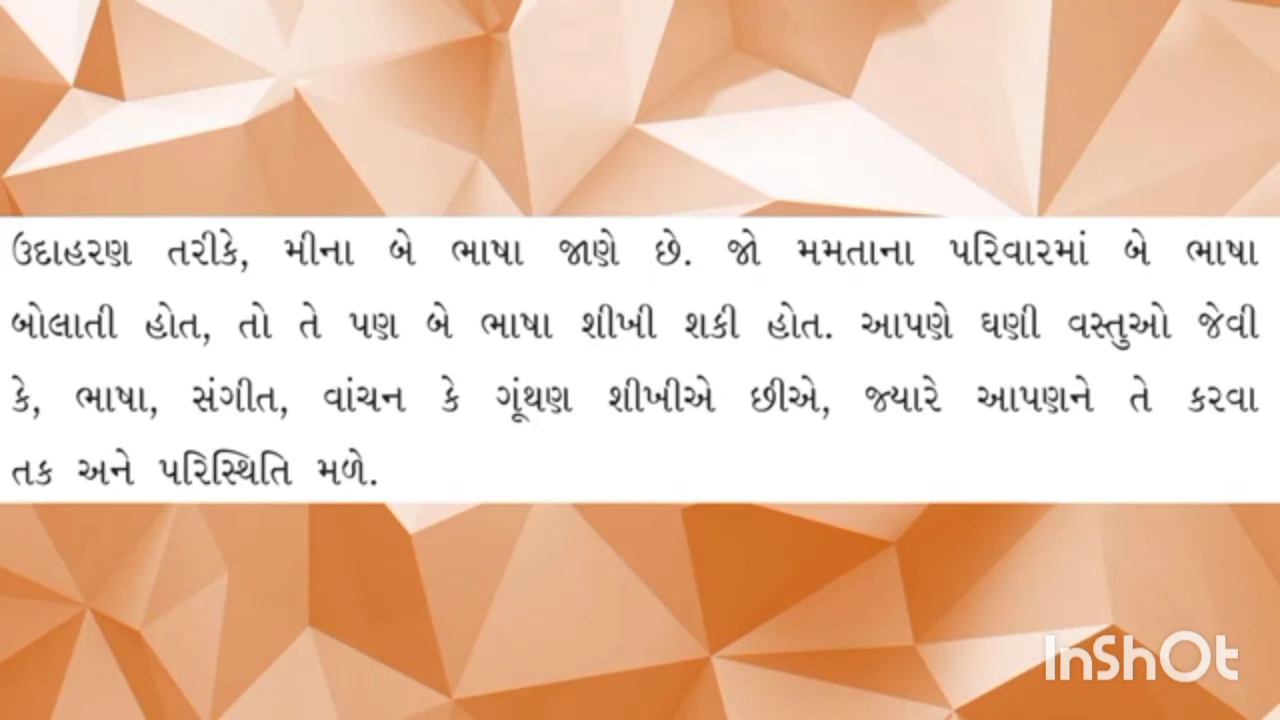 ઉદાહરણ તરીકે, મીના બે ભાષા જાણે છે. જો મમતાના પરિવારમાં બે ભાષા
બોલાતી હોત, તો તે પણ બે ભાષા શીખી શકી હોત. આપણે ઘણી વસ્તુઓ જેવી
કે, ભાષા, સંગીત, વાંચન કે ગૂંથણ શીખીએ છીએ, જ્યારે આપણને તે કરવા
તક અને પરિસ્થિતિ મળે.
InShOt